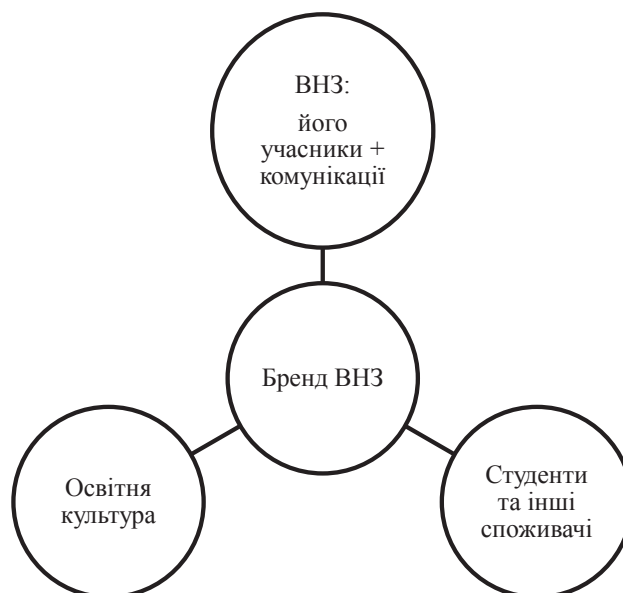 ВНЗ:
його
учасники +
комунікації
Бренд ВНЗ
Освітня
культура
Студенти
та інші
споживачі